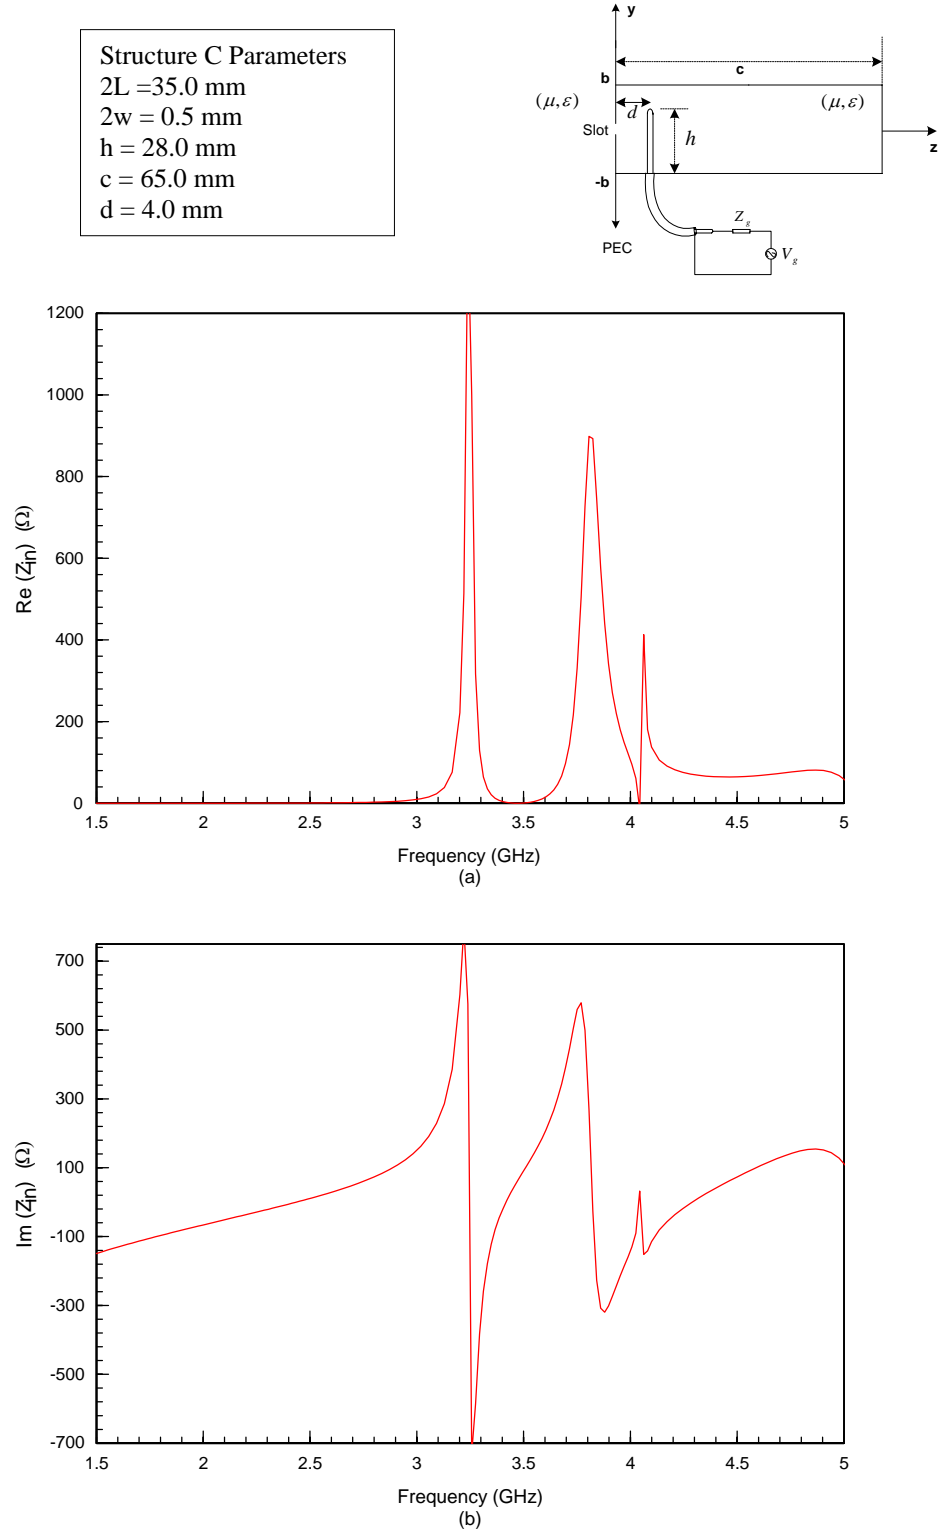 Structure C Parameters
2L =35.0 mm
2w = 0.5 mm
h = 28.0 mm
c = 65.0 mm
d = 4.0 mm
y
c
b
(μ,ε)
(μ,ε)
d
Slot
h
z
-b
PEC
Z_g
V_g
1200
1000
800
600
400
200
0
Re (Zin) (Ω)
1.5 2 2.5 3 3.5 4 4.5 5
Frequency (GHz)
(a)
700
500
300
100
-100
-300
-500
-700
Im (Zin) (Ω)
1.5 2 2.5 3 3.5 4 4.5 5
Frequency (GHz)
(b)